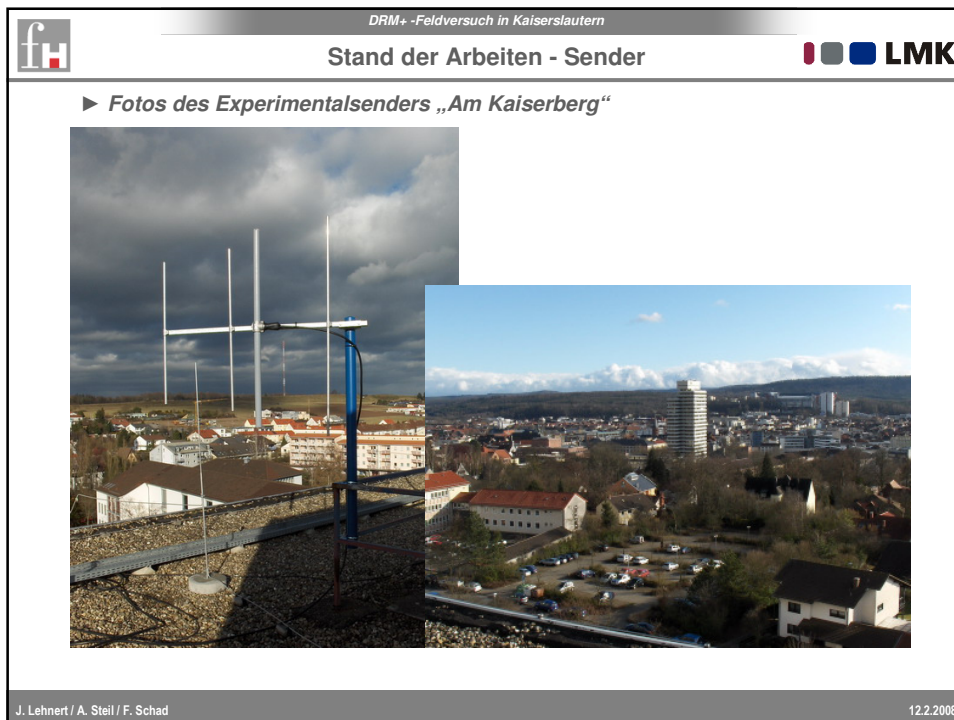 DRM+ -Feldversuch in Kaiserslautern
fH
Stand der Arbeiten - Sender
LMK
► Fotos des Experimentalsenders „Am Kaiserberg“
J. Lehnert / A. Steil / F. Schad
12.2.2008